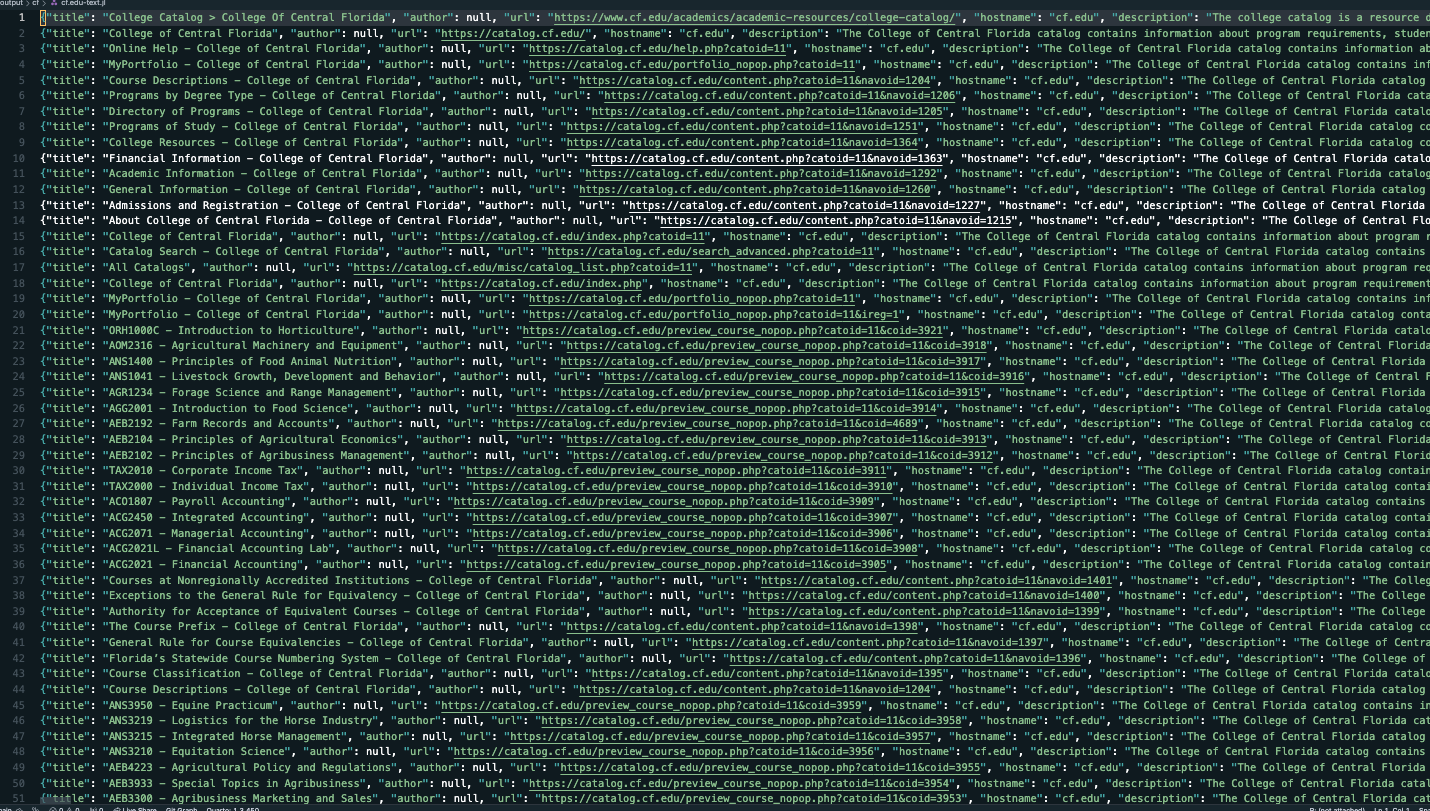 output > cf > cf.edu-text.jl
1 {"title": "College Catalog > College Of Central Florida", "author": null, "url": "https://www.cf.edu/academics/academic-resources/college-catalog/", "hostname": "cf.edu", "description": "The college catalog is a resource
2 {"title": "College of Central Florida", "author": null, "url": "https://catalog.cf.edu/", "hostname": "cf.edu", "description": "The College of Central Florida catalog contains information about program requirements,
3 {"title": "Online Help – College of Central Florida", "author": null, "url": "https://catalog.cf.edu/help.php?catoid=11", "hostname": "cf.edu", "description": "The College of Central Florida catalog contains information
4 {"title": "MyPortfolio – College of Central Florida", "author": null, "url": "https://catalog.cf.edu/portfolio_nopop.php?catoid=11", "hostname": "cf.edu", "description": "The College of Central Florida catalog contains
5 {"title": "Course Descriptions – College of Central Florida", "author": null, "url": "https://catalog.cf.edu/content.php?catoid=11&navoid=1204", "hostname": "cf.edu", "description": "The College of Central Florida catalog
6 {"title": "Programs by Degree Type – College of Central Florida", "author": null, "url": "https://catalog.cf.edu/content.php?catoid=11&navoid=1206", "hostname": "cf.edu", "description": "The College of Central Florida
7 {"title": "Directory of Programs – College of Central Florida", "author": null, "url": "https://catalog.cf.edu/content.php?catoid=11&navoid=1205", "hostname": "cf.edu", "description": "The College of Central Florida
8 {"title": "Programs of Study – College of Central Florida", "author": null, "url": "https://catalog.cf.edu/content.php?catoid=11&navoid=1251", "hostname": "cf.edu", "description": "The College of Central Florida catalog
9 {"title": "College Resources – College of Central Florida", "author": null, "url": "https://catalog.cf.edu/content.php?catoid=11&navoid=1364", "hostname": "cf.edu", "description": "The College of Central Florida catalog
10 {"title": "Financial Information – College of Central Florida", "author": null, "url": "https://catalog.cf.edu/content.php?catoid=11&navoid=1363", "hostname": "cf.edu", "description": "The College of Central Florida
11 {"title": "Academic Information – College of Central Florida", "author": null, "url": "https://catalog.cf.edu/content.php?catoid=11&navoid=1292", "hostname": "cf.edu", "description": "The College of Central Florida
12 {"title": "General Information – College of Central Florida", "author": null, "url": "https://catalog.cf.edu/content.php?catoid=11&navoid=1260", "hostname": "cf.edu", "description": "The College of Central Florida
13 {"title": "Admissions and Registration – College of Central Florida", "author": null, "url": "https://catalog.cf.edu/content.php?catoid=11&navoid=1227", "hostname": "cf.edu", "description": "The College of Central Florida
14 {"title": "About College of Central Florida – College of Central Florida", "author": null, "url": "https://catalog.cf.edu/content.php?catoid=11&navoid=1215", "hostname": "cf.edu", "description": "The College of Central
15 {"title": "College of Central Florida", "author": null, "url": "https://catalog.cf.edu/index.php?catoid=11", "hostname": "cf.edu", "description": "The College of Central Florida catalog contains information about program
16 {"title": "Catalog Search – College of Central Florida", "author": null, "url": "https://catalog.cf.edu/search_advanced.php?catoid=11", "hostname": "cf.edu", "description": "The College of Central Florida catalog contains
17 {"title": "All Catalogs", "author": null, "url": "https://catalog.cf.edu/misc/catalog_list.php?catoid=11", "hostname": "cf.edu", "description": "The College of Central Florida catalog contains information about program
18 {"title": "College of Central Florida", "author": null, "url": "https://catalog.cf.edu/index.php", "hostname": "cf.edu", "description": "The College of Central Florida catalog contains information about program
19 {"title": "MyPortfolio – College of Central Florida", "author": null, "url": "https://catalog.cf.edu/portfolio_nopop.php?catoid=11", "hostname": "cf.edu", "description": "The College of Central Florida catalog contains
20 {"title": "MyPortfolio – College of Central Florida", "author": null, "url": "https://catalog.cf.edu/portfolio_nopop.php?catoid=11&ireg=1", "hostname": "cf.edu", "description": "The College of Central Florida catalog
21 {"title": "ORH1000C – Introduction to Horticulture", "author": null, "url": "https://catalog.cf.edu/preview_course_nopop.php?catoid=11&coid=3921", "hostname": "cf.edu", "description": "The College of Central Florida catalog
22 {"title": "AOM2316 – Agricultural Machinery and Equipment", "author": null, "url": "https://catalog.cf.edu/preview_course_nopop.php?catoid=11&coid=3918", "hostname": "cf.edu", "description": "The College of Central Florida
23 {"title": "ANS1400 – Principles of Food Animal Nutrition", "author": null, "url": "https://catalog.cf.edu/preview_course_nopop.php?catoid=11&coid=3917", "hostname": "cf.edu", "description": "The College of Central Florida
24 {"title": "ANS1041 – Livestock Growth, Development and Behavior", "author": null, "url": "https://catalog.cf.edu/preview_course_nopop.php?catoid=11&coid=3916", "hostname": "cf.edu", "description": "The College of Central
25 {"title": "AGR1234 – Forage Science and Range Management", "author": null, "url": "https://catalog.cf.edu/preview_course_nopop.php?catoid=11&coid=3915", "hostname": "cf.edu", "description": "The College of Central Florida
26 {"title": "AGG2001 – Introduction to Food Science", "author": null, "url": "https://catalog.cf.edu/preview_course_nopop.php?catoid=11&coid=3914", "hostname": "cf.edu", "description": "The College of Central Florida
27 {"title": "AEB2192 – Farm Records and Accounts", "author": null, "url": "https://catalog.cf.edu/preview_course_nopop.php?catoid=11&coid=4689", "hostname": "cf.edu", "description": "The College of Central Florida catalog
28 {"title": "AEB2104 – Principles of Agricultural Economics", "author": null, "url": "https://catalog.cf.edu/preview_course_nopop.php?catoid=11&coid=3913", "hostname": "cf.edu", "description": "The College of Central Florida
29 {"title": "AEB2102 – Principles of Agribusiness Management", "author": null, "url": "https://catalog.cf.edu/preview_course_nopop.php?catoid=11&coid=3912", "hostname": "cf.edu", "description": "The College of Central Florida
30 {"title": "TAX2010 – Corporate Income Tax", "author": null, "url": "https://catalog.cf.edu/preview_course_nopop.php?catoid=11&coid=3911", "hostname": "cf.edu", "description": "The College of Central Florida catalog
31 {"title": "TAX2000 – Individual Income Tax", "author": null, "url": "https://catalog.cf.edu/preview_course_nopop.php?catoid=11&coid=3910", "hostname": "cf.edu", "description": "The College of Central Florida catalog
32 {"title": "ACO1807 – Payroll Accounting", "author": null, "url": "https://catalog.cf.edu/preview_course_nopop.php?catoid=11&coid=3909", "hostname": "cf.edu", "description": "The College of Central Florida catalog contains
33 {"title": "ACG2450 – Integrated Accounting", "author": null, "url": "https://catalog.cf.edu/preview_course_nopop.php?catoid=11&coid=3907", "hostname": "cf.edu", "description": "The College of Central Florida catalog
34 {"title": "ACG2071 – Managerial Accounting", "author": null, "url": "https://catalog.cf.edu/preview_course_nopop.php?catoid=11&coid=3906", "hostname": "cf.edu", "description": "The College of Central Florida catalog
35 {"title": "ACG2021L – Financial Accounting Lab", "author": null, "url": "https://catalog.cf.edu/preview_course_nopop.php?catoid=11&coid=3908", "hostname": "cf.edu", "description": "The College of Central Florida catalog
36 {"title": "ACG2021 – Financial Accounting", "author": null, "url": "https://catalog.cf.edu/preview_course_nopop.php?catoid=11&coid=3905", "hostname": "cf.edu", "description": "The College of Central Florida catalog
37 {"title": "Courses at Nonregionally Accredited Institutions – College of Central Florida", "author": null, "url": "https://catalog.cf.edu/content.php?catoid=11&navoid=1401", "hostname": "cf.edu", "description": "The
38 {"title": "Exceptions to the General Rule for Equivalency – College of Central Florida", "author": null, "url": "https://catalog.cf.edu/content.php?catoid=11&navoid=1400", "hostname": "cf.edu", "description": "The College
39 {"title": "Authority for Acceptance of Equivalent Courses – College of Central Florida", "author": null, "url": "https://catalog.cf.edu/content.php?catoid=11&navoid=1399", "hostname": "cf.edu", "description": "The College
40 {"title": "The Course Prefix – College of Central Florida", "author": null, "url": "https://catalog.cf.edu/content.php?catoid=11&navoid=1398", "hostname": "cf.edu", "description": "The College of Central Florida catalog
41 {"title": "General Rule for Course Equivalencies – College of Central Florida", "author": null, "url": "https://catalog.cf.edu/content.php?catoid=11&navoid=1397", "hostname": "cf.edu", "description": "The College of
42 {"title": "Florida's Statewide Course Numbering System – College of Central Florida", "author": null, "url": "https://catalog.cf.edu/content.php?catoid=11&navoid=1396", "hostname": "cf.edu", "description": "The College of
43 {"title": "Course Classification – College of Central Florida", "author": null, "url": "https://catalog.cf.edu/content.php?catoid=11&navoid=1395", "hostname": "cf.edu", "description": "The College of Central Florida
44 {"title": "Course Descriptions – College of Central Florida", "author": null, "url": "https://catalog.cf.edu/content.php?catoid=11&navoid=1204", "hostname": "cf.edu", "description": "The College of Central Florida catalog
45 {"title": "ANS3950 – Equine Practicum", "author": null, "url": "https://catalog.cf.edu/preview_course_nopop.php?catoid=11&coid=3959", "hostname": "cf.edu", "description": "The College of Central Florida catalog contains
46 {"title": "ANS3219 – Logistics for the Horse Industry", "author": null, "url": "https://catalog.cf.edu/preview_course_nopop.php?catoid=11&coid=3958", "hostname": "cf.edu", "description": "The College of Central Florida
47 {"title": "ANS3215 – Integrated Horse Management", "author": null, "url": "https://catalog.cf.edu/preview_course_nopop.php?catoid=11&coid=3957", "hostname": "cf.edu", "description": "The College of Central Florida catalog
48 {"title": "ANS3210 – Equitation Science", "author": null, "url": "https://catalog.cf.edu/preview_course_nopop.php?catoid=11&coid=3956", "hostname": "cf.edu", "description": "The College of Central Florida catalog contains
49 {"title": "AEB4223 – Agricultural Policy and Regulations", "author": null, "url": "https://catalog.cf.edu/preview_course_nopop.php?catoid=11&coid=3955", "hostname": "cf.edu", "description": "The College of Central Florida
50 {"title": "AEB3933 – Special Topics in Agribusiness", "author": null, "url": "https://catalog.cf.edu/preview_course_nopop.php?catoid=11&coid=3954", "hostname": "cf.edu", "description": "The College of Central Florida
51 {"title": "AEB3300 – Agribusiness Marketing and Sales", "author": null, "url": "https://catalog.cf.edu/preview_course_nopop.php?catoid=11&coid=3953", "hostname": "cf.edu", "description": "The College of Central Florida